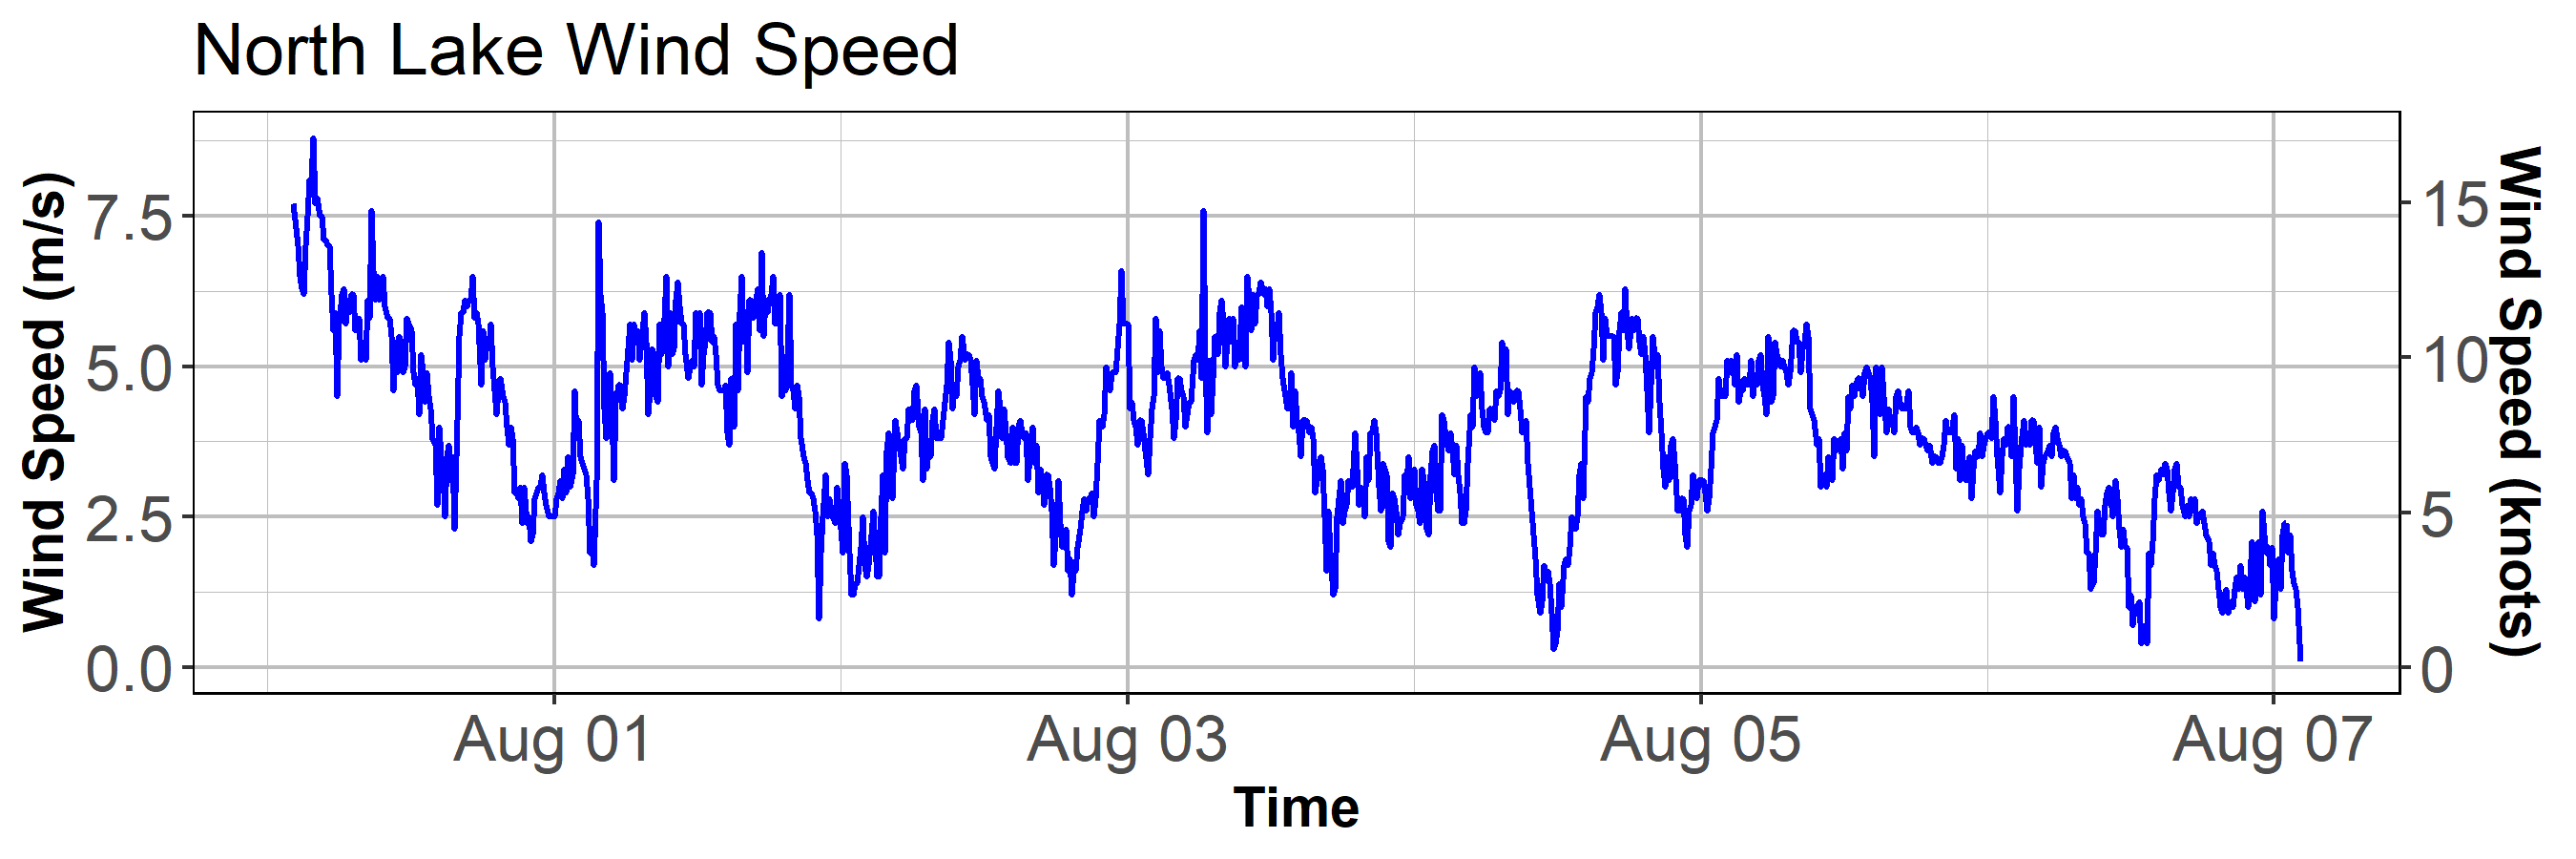 North Lake Wind Speed
Wind Speed (m/s)
7.5
5.0
2.5
0.0
15
10
5
0
Wind Speed (knots)
Aug 01 Aug 03 Aug 05 Aug 07
Time